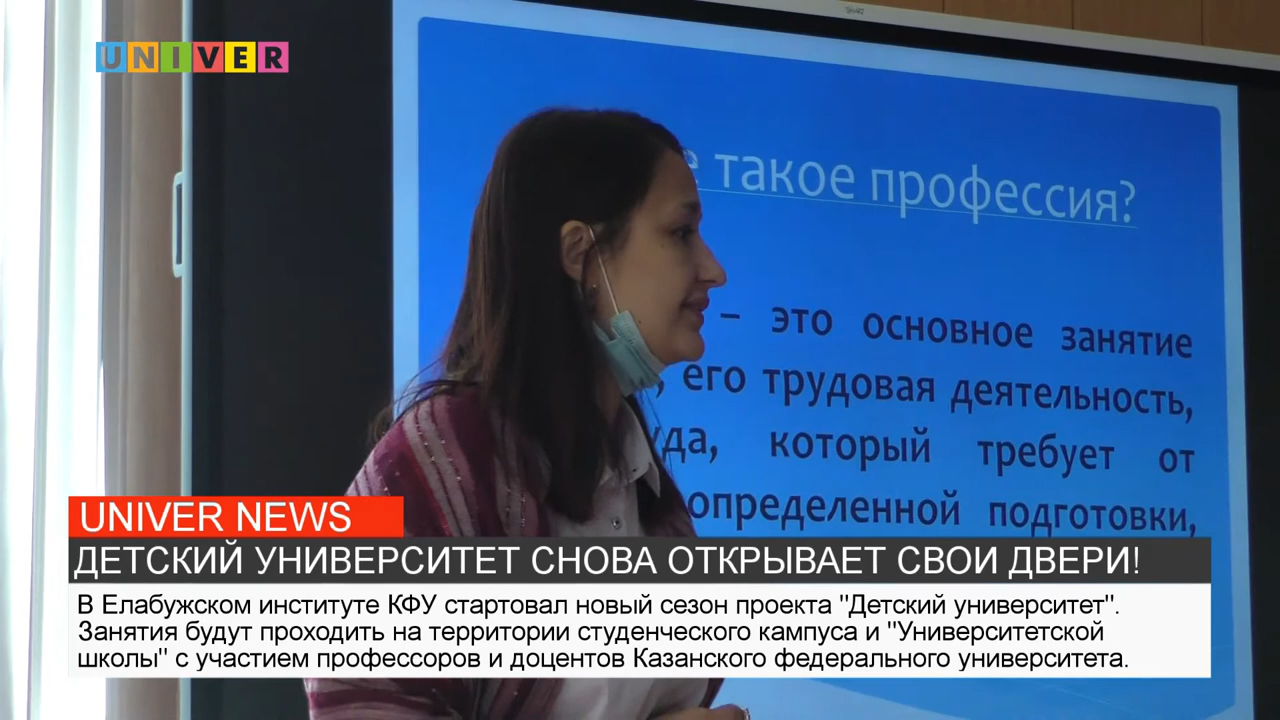 UNIVER
такое профессия?
– это основное занятие
, его трудовая деятельность,
который требует от
определенной подготовки,
UNIVER NEWS
ДЕТСКИЙ УНИВЕРСИТЕТ СНОВА ОТКРЫВАЕТ СВОИ ДВЕРИ!
В Елабужском институте КФУ стартовал новый сезон проекта "Детский университет".
Занятия будут проходить на территории студенческого кампуса и "Университетской
школы" с участием профессоров и доцентов Казанского федерального университета.